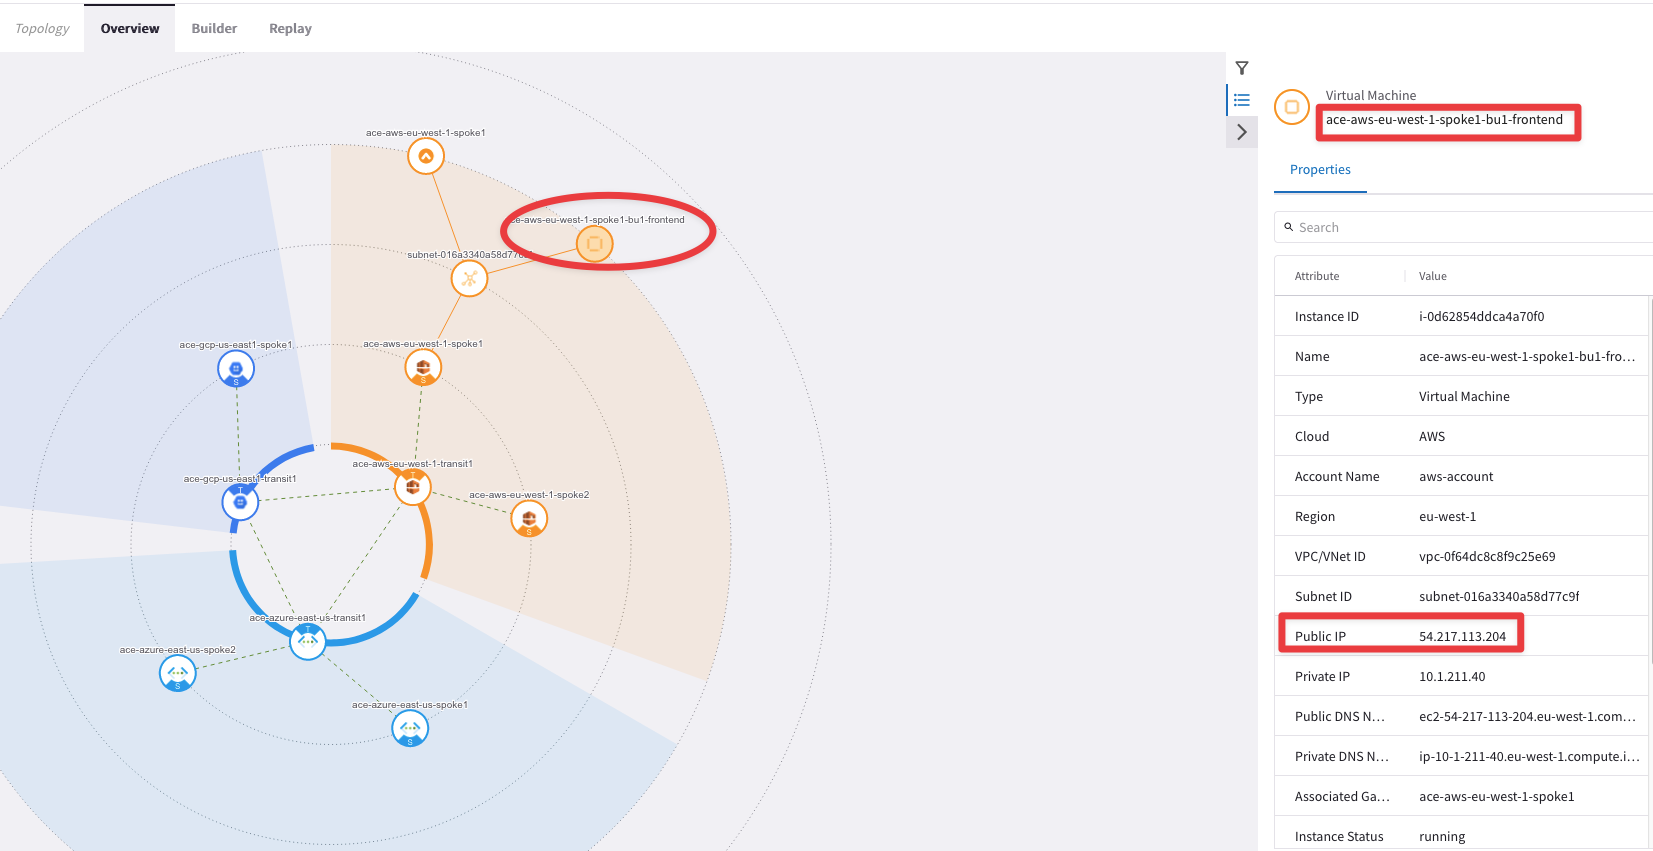 Topology
Overview
Builder
Replay
ace-aws-eu-west-1-spoke1
ace-aws-eu-west-1-spoke1-bu1-frontend
subnet-016a3340a58d77c9f
ace-gcp-us-east1-spoke1
ace-aws-eu-west-1-spoke1
S
S
ace-aws-eu-west-1-transit1
T
ace-gcp-us-east1-transit1
T
ace-aws-eu-west-1-spoke2
S
ace-azure-east-us-transit1
T
ace-azure-east-us-spoke2
S
ace-azure-east-us-spoke1
S
Virtual Machine
ace-aws-eu-west-1-spoke1-bu1-frontend
Properties
Search
Attribute Value
Instance ID i-0d62854ddca4a70f0
Name ace-aws-eu-west-1-spoke1-bu1-fro...
Type Virtual Machine
Cloud AWS
Account Name aws-account
Region eu-west-1
VPC/VNet ID vpc-0f64dc8c8f9c25e69
Subnet ID subnet-016a3340a58d77c9f
Public IP 54.217.113.204
Private IP 10.1.211.40
Public DNS N... ec2-54-217-113-204.eu-west-1.com...
Private DNS N... ip-10-1-211-40.eu-west-1.compute.i...
Associated Ga... ace-aws-eu-west-1-spoke1
Instance Status running